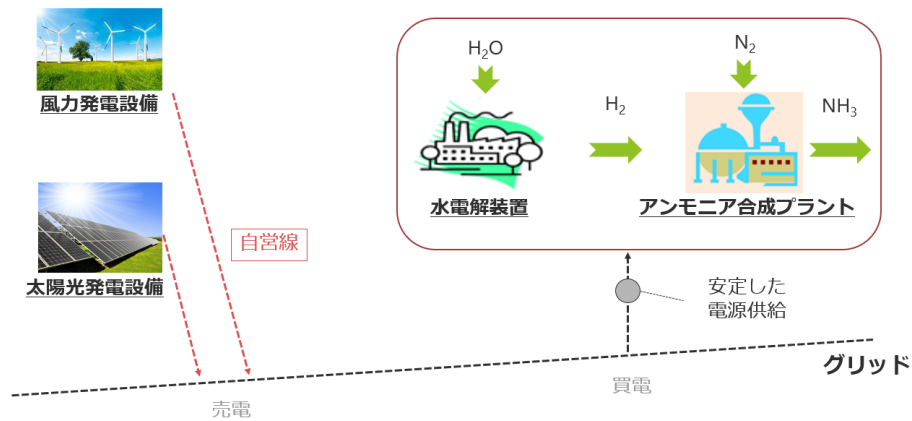 風力発電設備
太陽光発電設備
自営線
H₂O
N₂
H₂
NH₃
水電解装置
アンモニア合成プラント
安定した
電源供給
グリッド
売電
買電